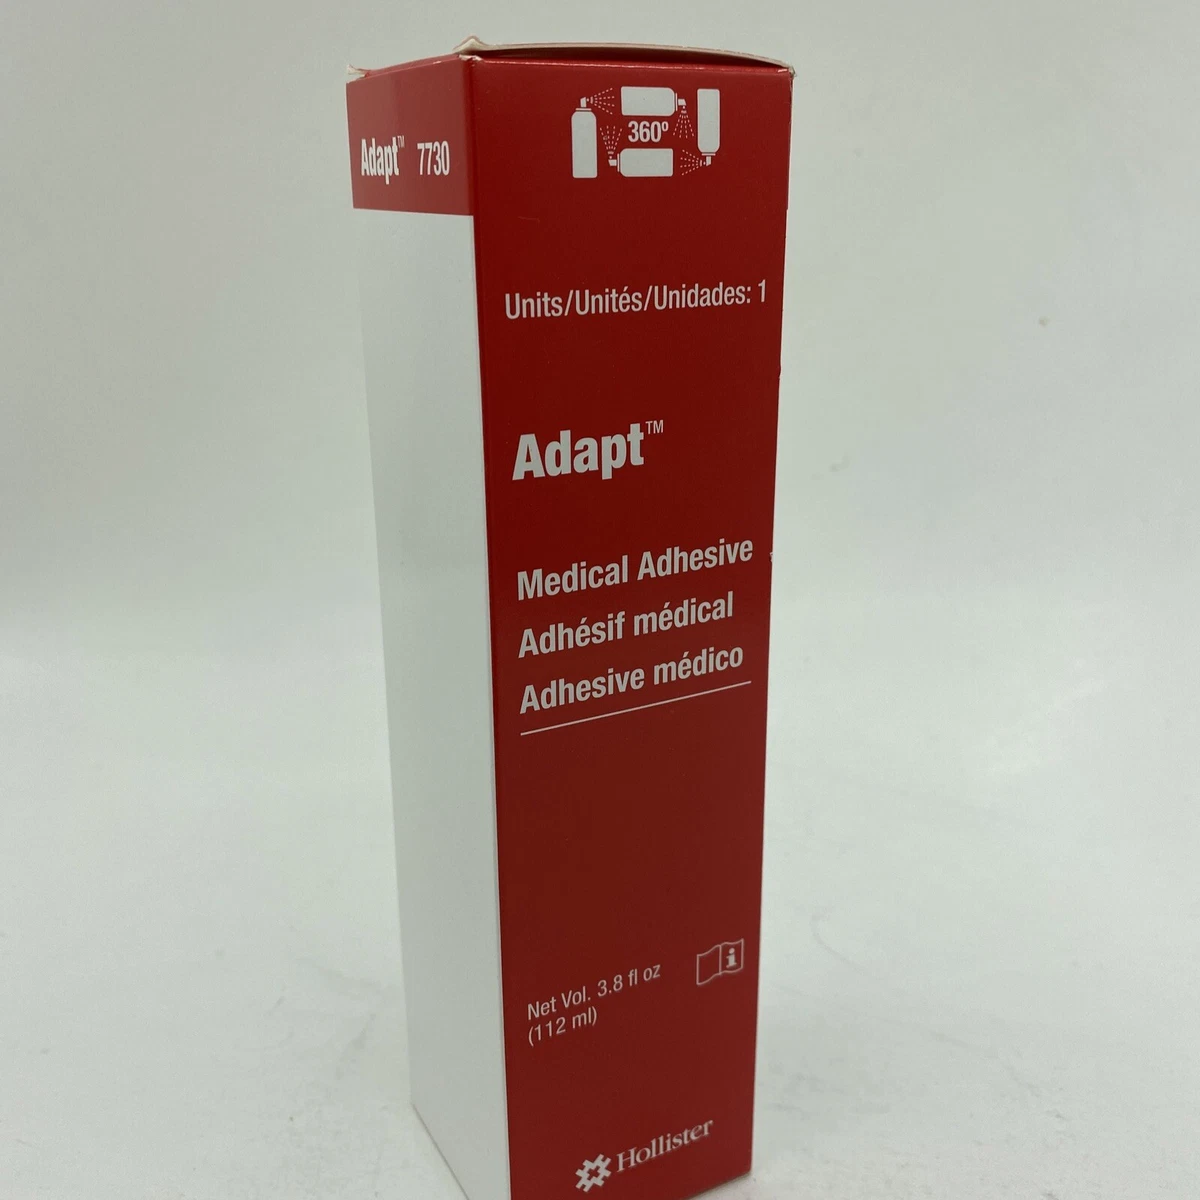 Adapt™ 7730
360º
Units/Unités/Unidades: 1
Adapt™
Medical Adhesive
Adhésif médical
Adhesive médico
Net Vol. 3.8 fl oz
(112 ml)
Hollister